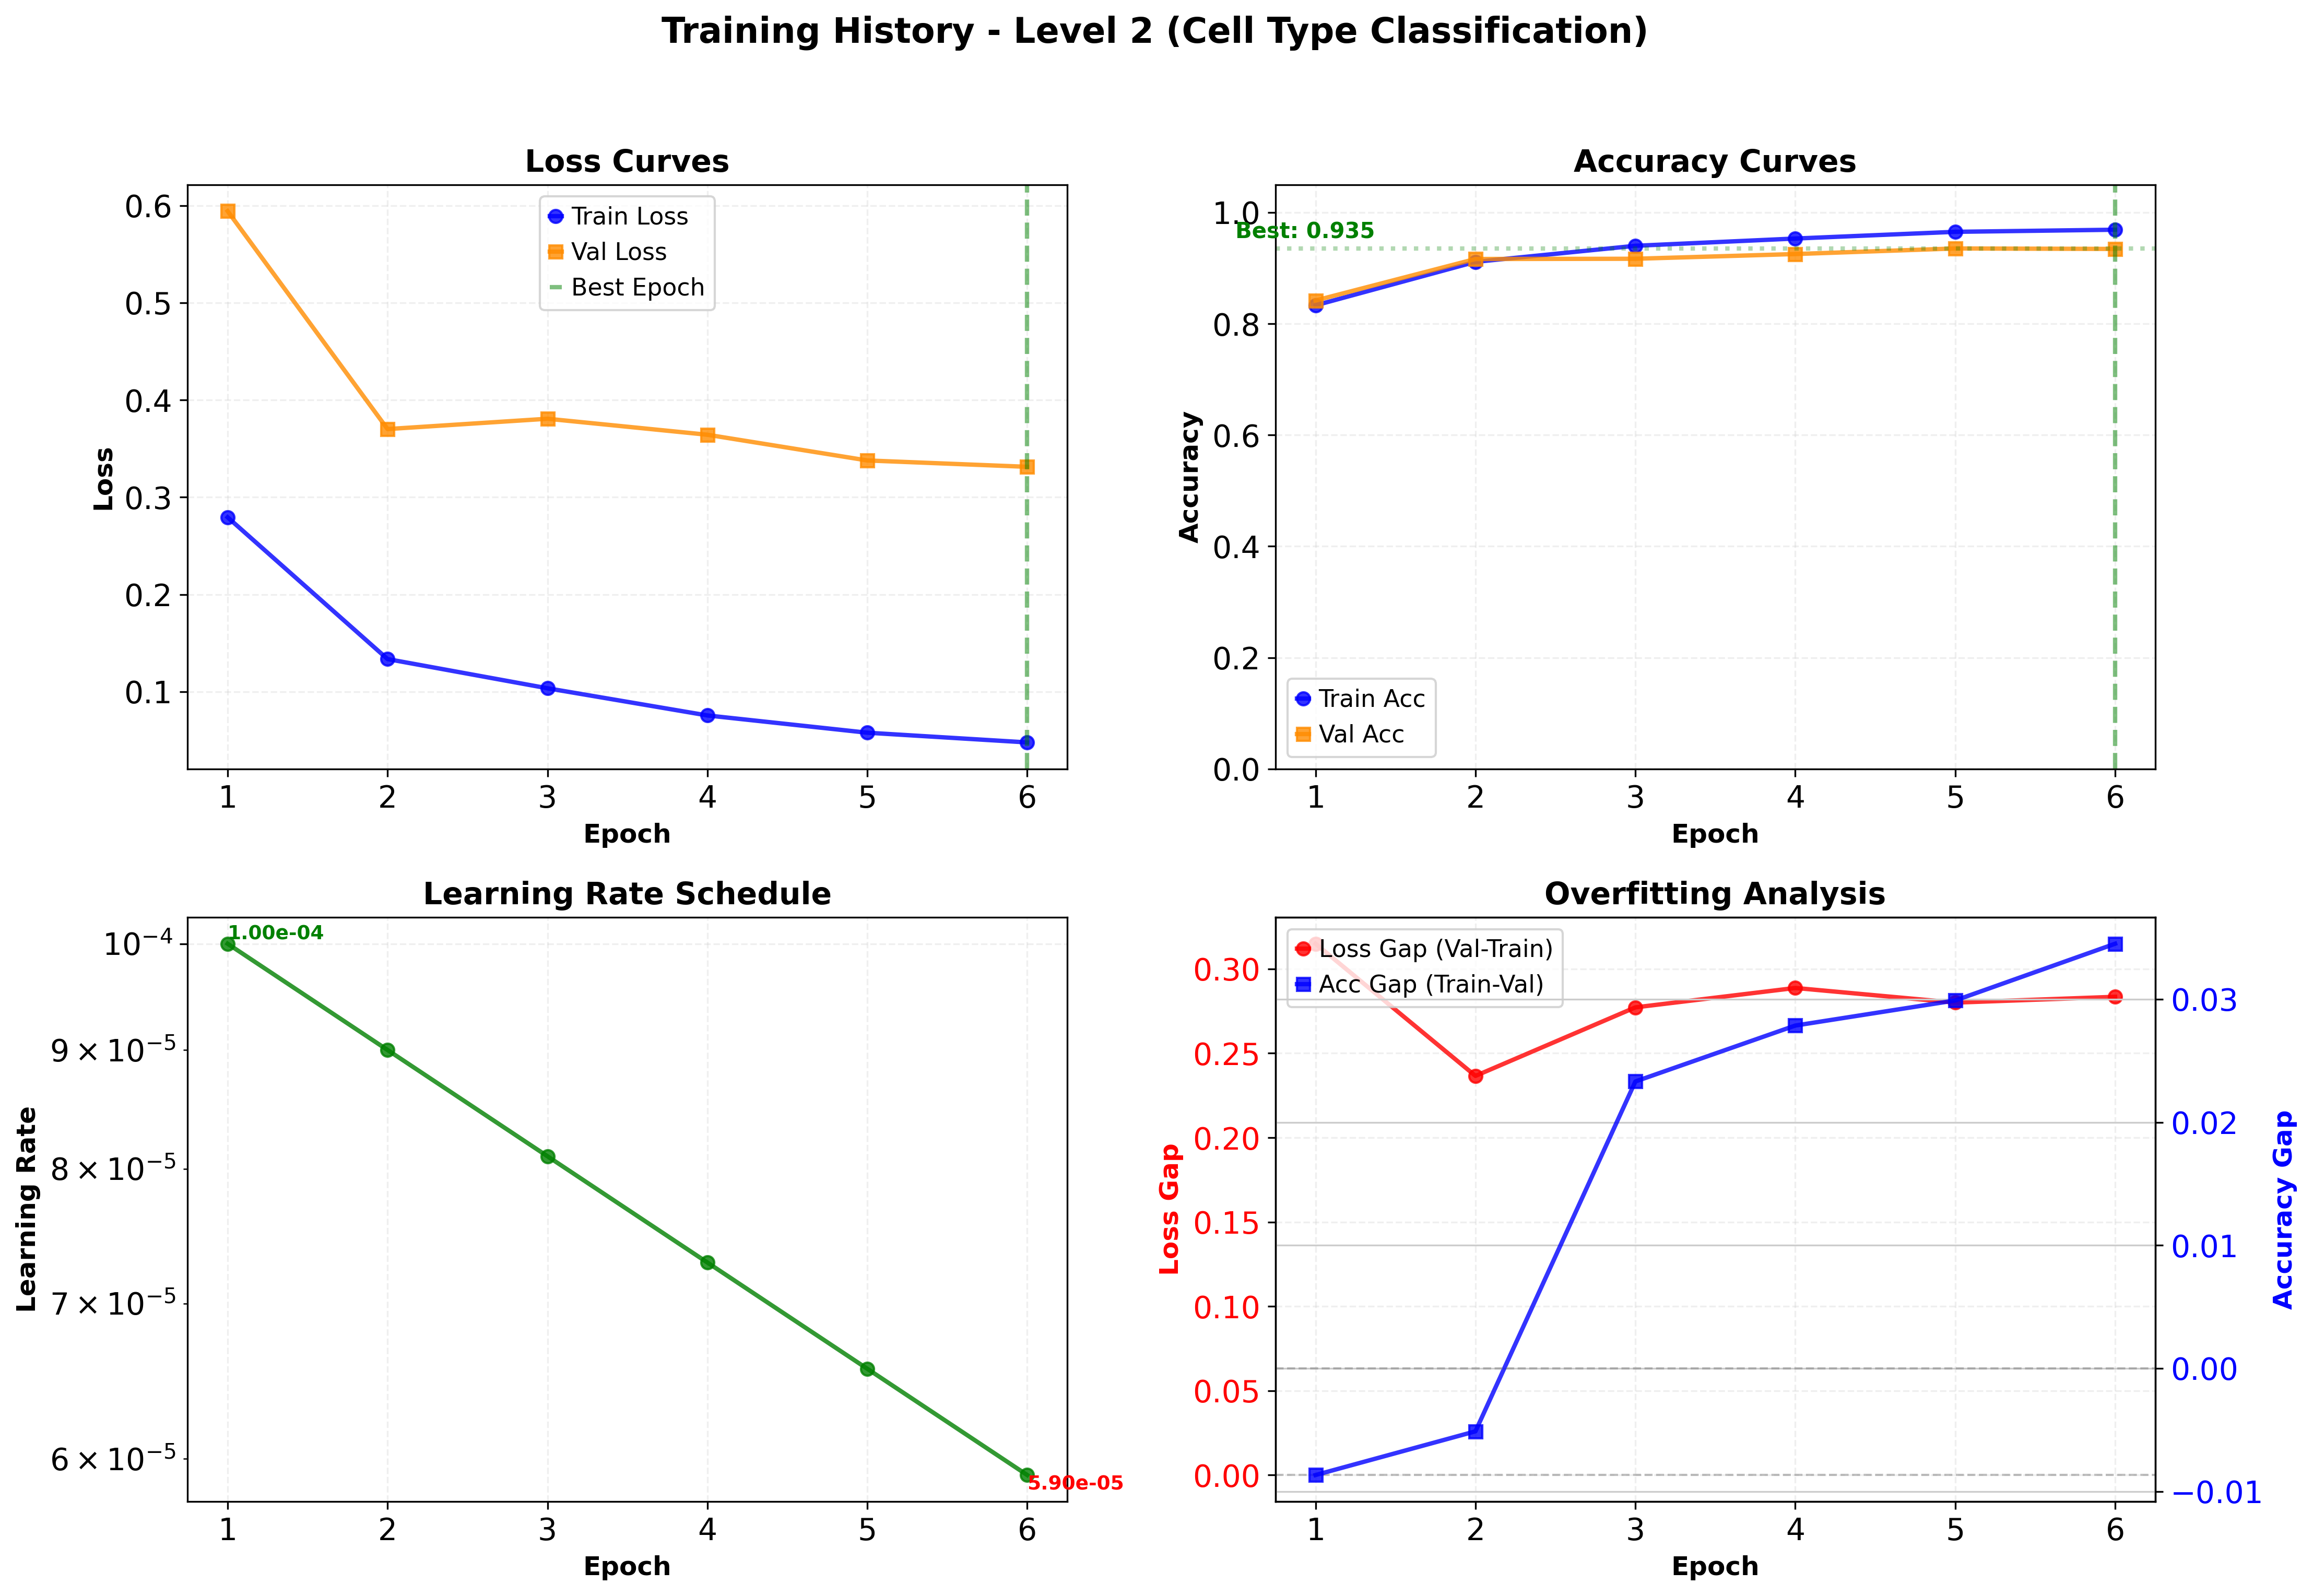 Training History - Level 2 (Cell Type Classification)
Loss Curves
Loss
0.6
0.5
0.4
0.3
0.2
0.1
Train Loss
Val Loss
Best Epoch
1 2 3 4 5 6
Epoch
Accuracy Curves
Accuracy
1.0
0.8
0.6
0.4
0.2
0.0
Best: 0.935
Train Acc
Val Acc
1 2 3 4 5 6
Epoch
Learning Rate Schedule
Learning Rate
10⁻⁴
9 × 10⁻⁵
8 × 10⁻⁵
7 × 10⁻⁵
6 × 10⁻⁵
1.00e-04
5.90e-05
1 2 3 4 5 6
Epoch
Overfitting Analysis
Loss Gap
0.30
0.25
0.20
0.15
0.10
0.05
0.00
Loss Gap (Val-Train)
Acc Gap (Train-Val)
0.03
0.02
0.01
0.00
−0.01
Accuracy Gap
1 2 3 4 5 6
Epoch